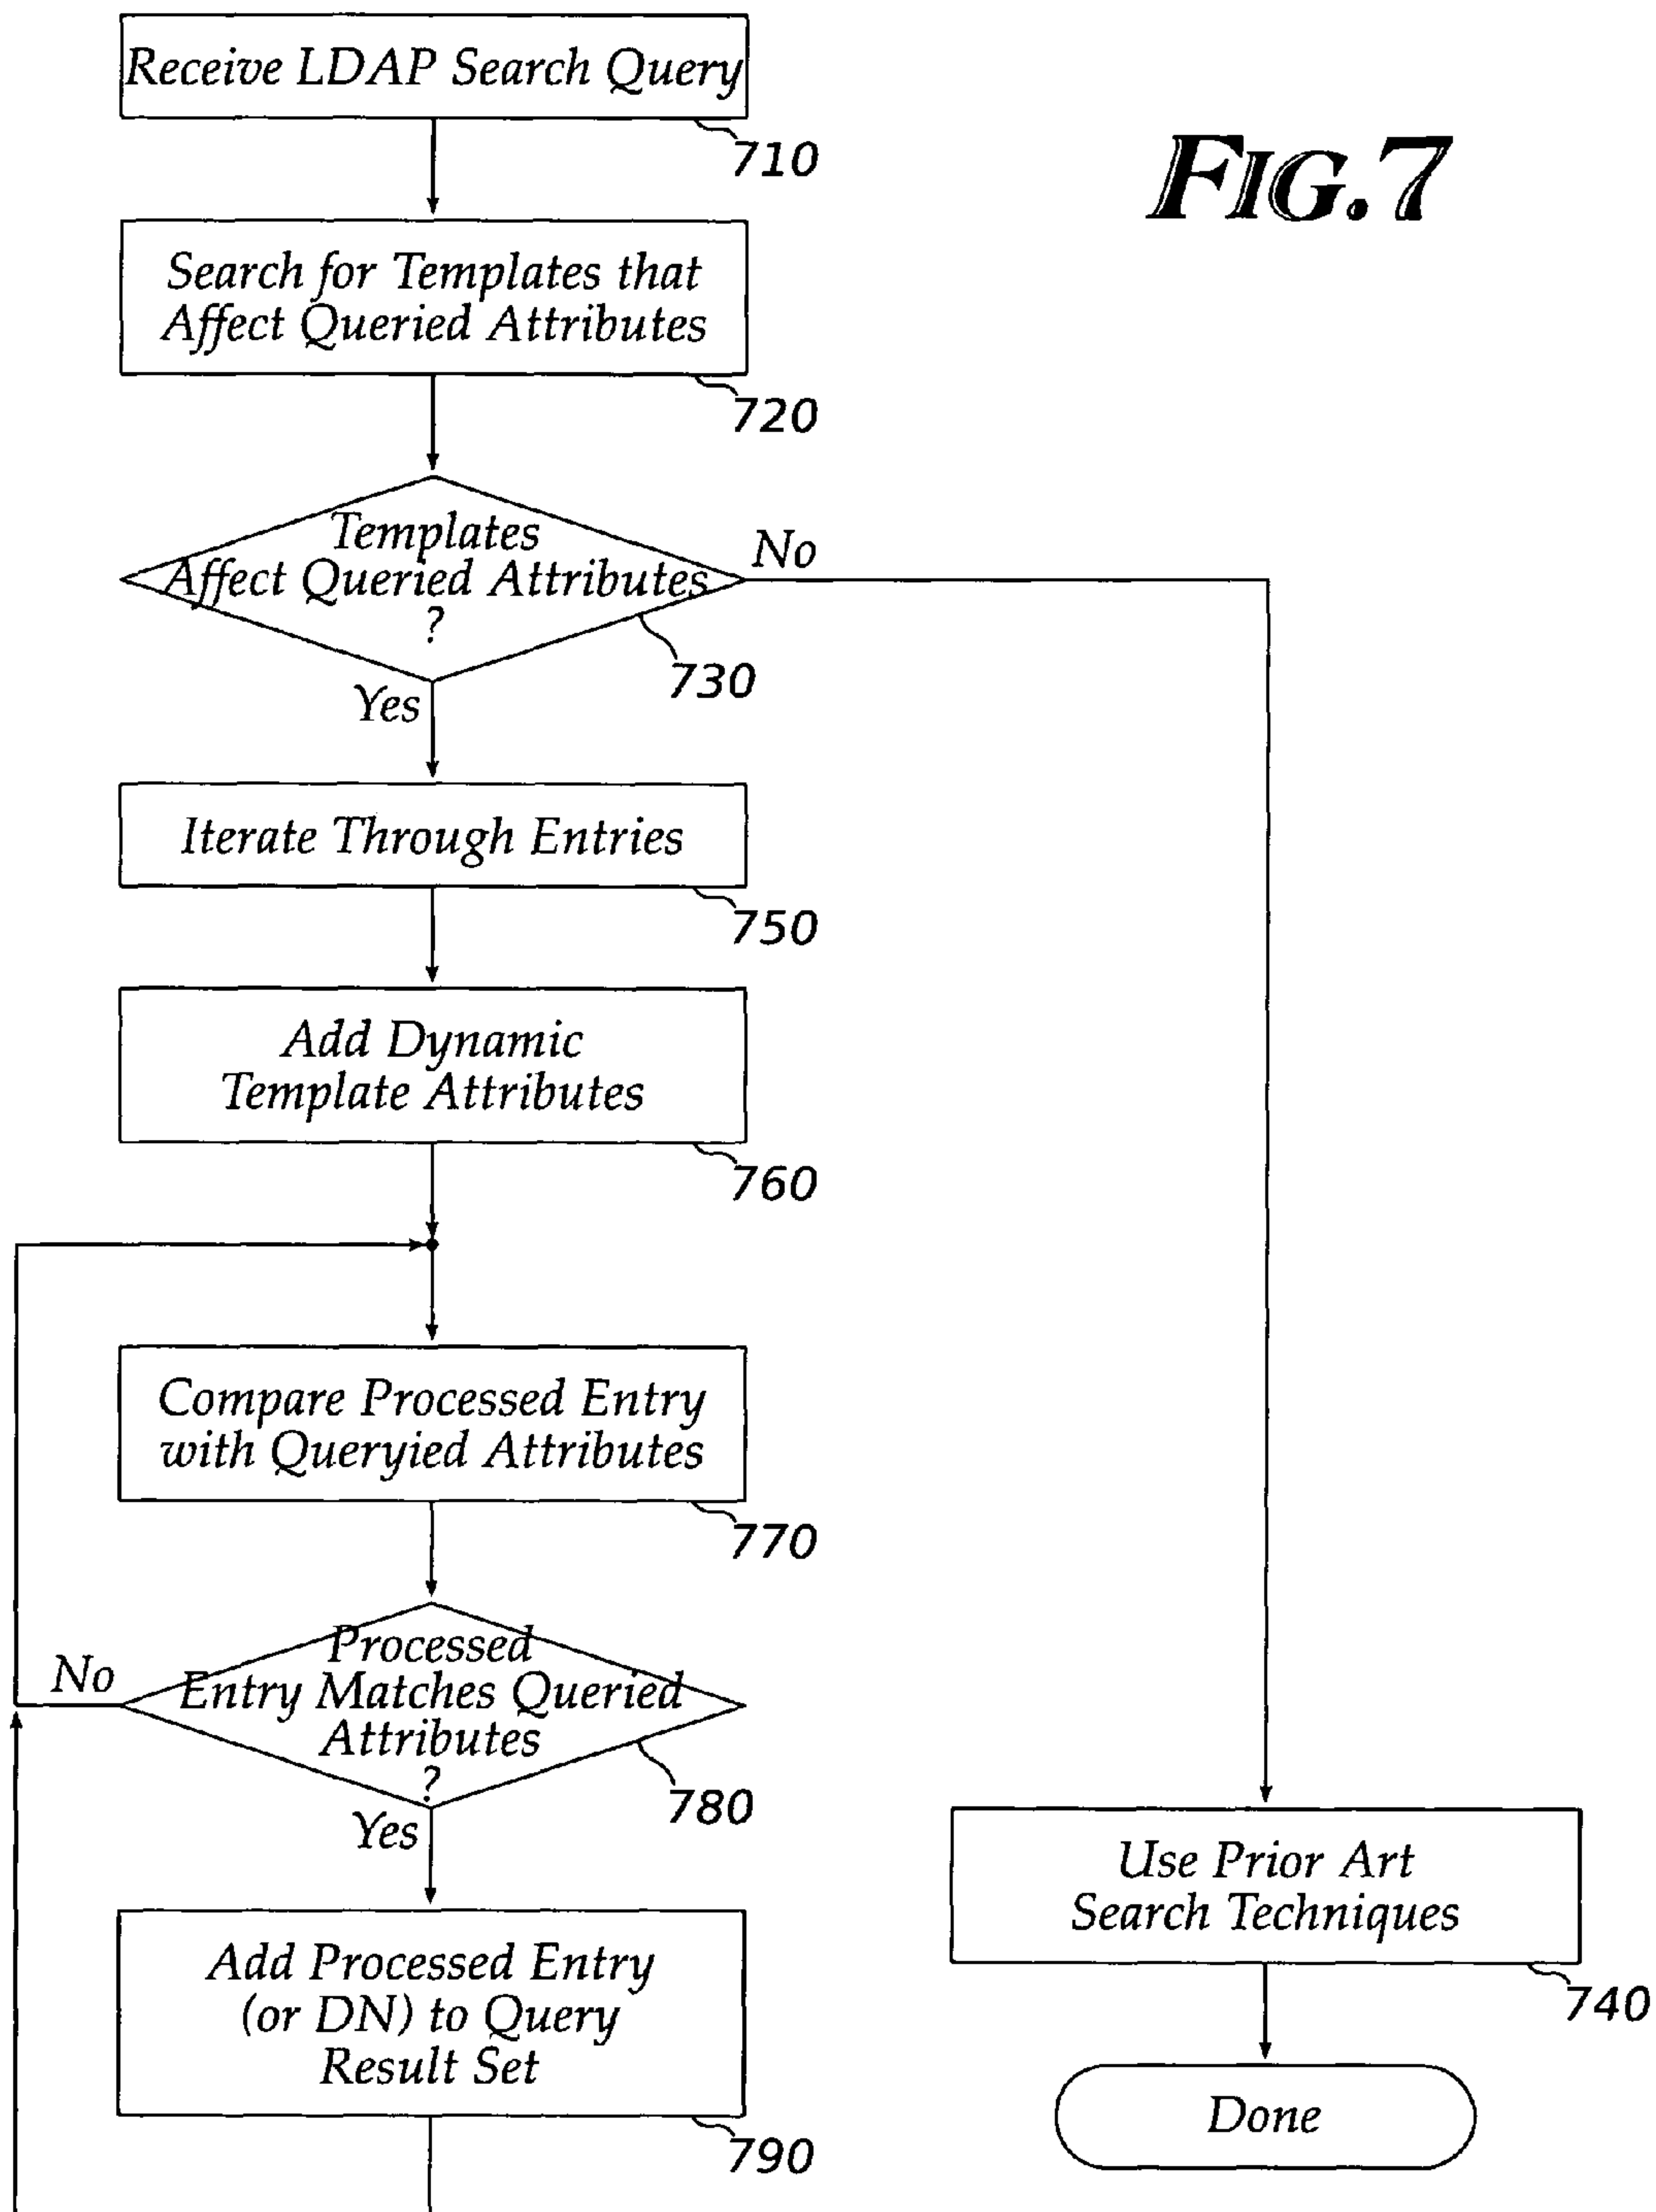 Receive LDAP Search Query
710
FIG.7
Search for Templates that
Affect Queried Attributes
720
Templates
Affect Queried Attributes
?
No
730
Yes
Iterate Through Entries
750
Add Dynamic
Template Attributes
760
Compare Processed Entry
with Queryied Attributes
770
Processed
Entry Matches Queried
Attributes
?
No
780
Yes
Use Prior Art
Search Techniques
740
Add Processed Entry
(or DN) to Query
Result Set
790
Done